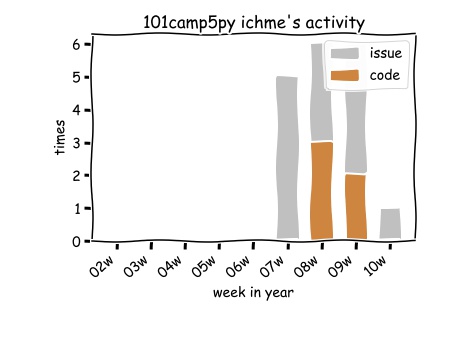 101camp5py ichme's activity
issue
code
6
5
4
3
2
1
0
times
02w 03w 04w 05w 06w 07w 08w 09w 10w
week in year